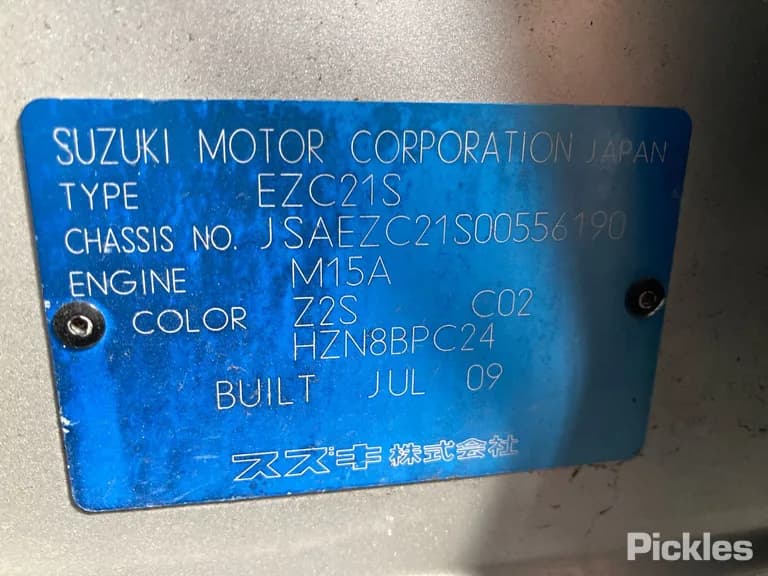 SUZUKI MOTOR CORPORATION JAPAN
TYPE EZC21S
CHASSIS NO. JSAEZC21S00556190
ENGINE M15A
COLOR Z2S C02
HZN8BPC24
BUILT JUL 09
スズキ株式会社
Pickles